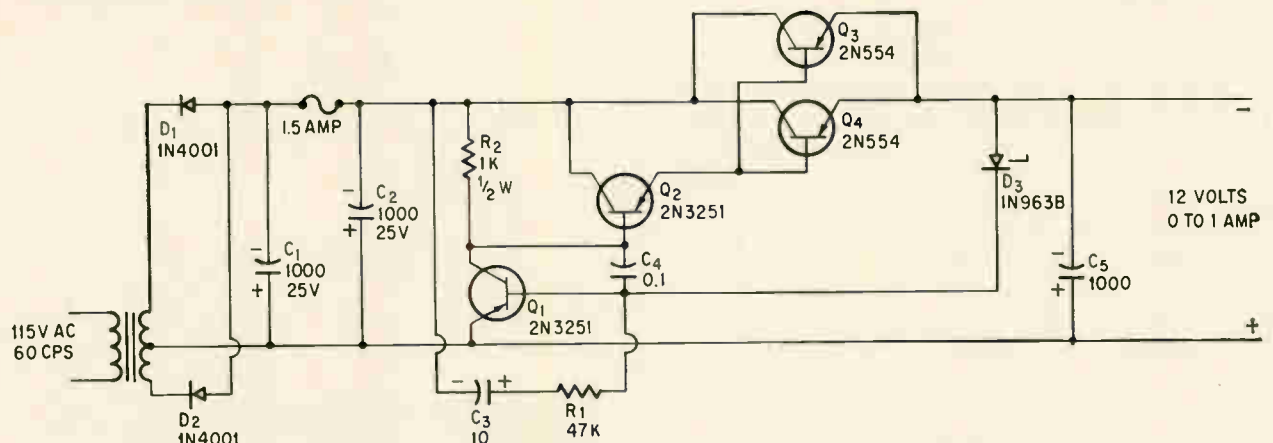 Q3
2N554
D1
1N4001
1.5 AMP
R2
1K
1/2 W
Q4
2N554
C2
1000
25V
-
+
Q2
2N3251
D3
1N963B
-
12 VOLTS
0 TO 1 AMP
C1
1000
25V
-
+
C4
0.1
C5
1000
-
+
Q1
2N3251
115V AC
60 CPS
+
D2
1N4001
-
+
C3
10
R1
47K